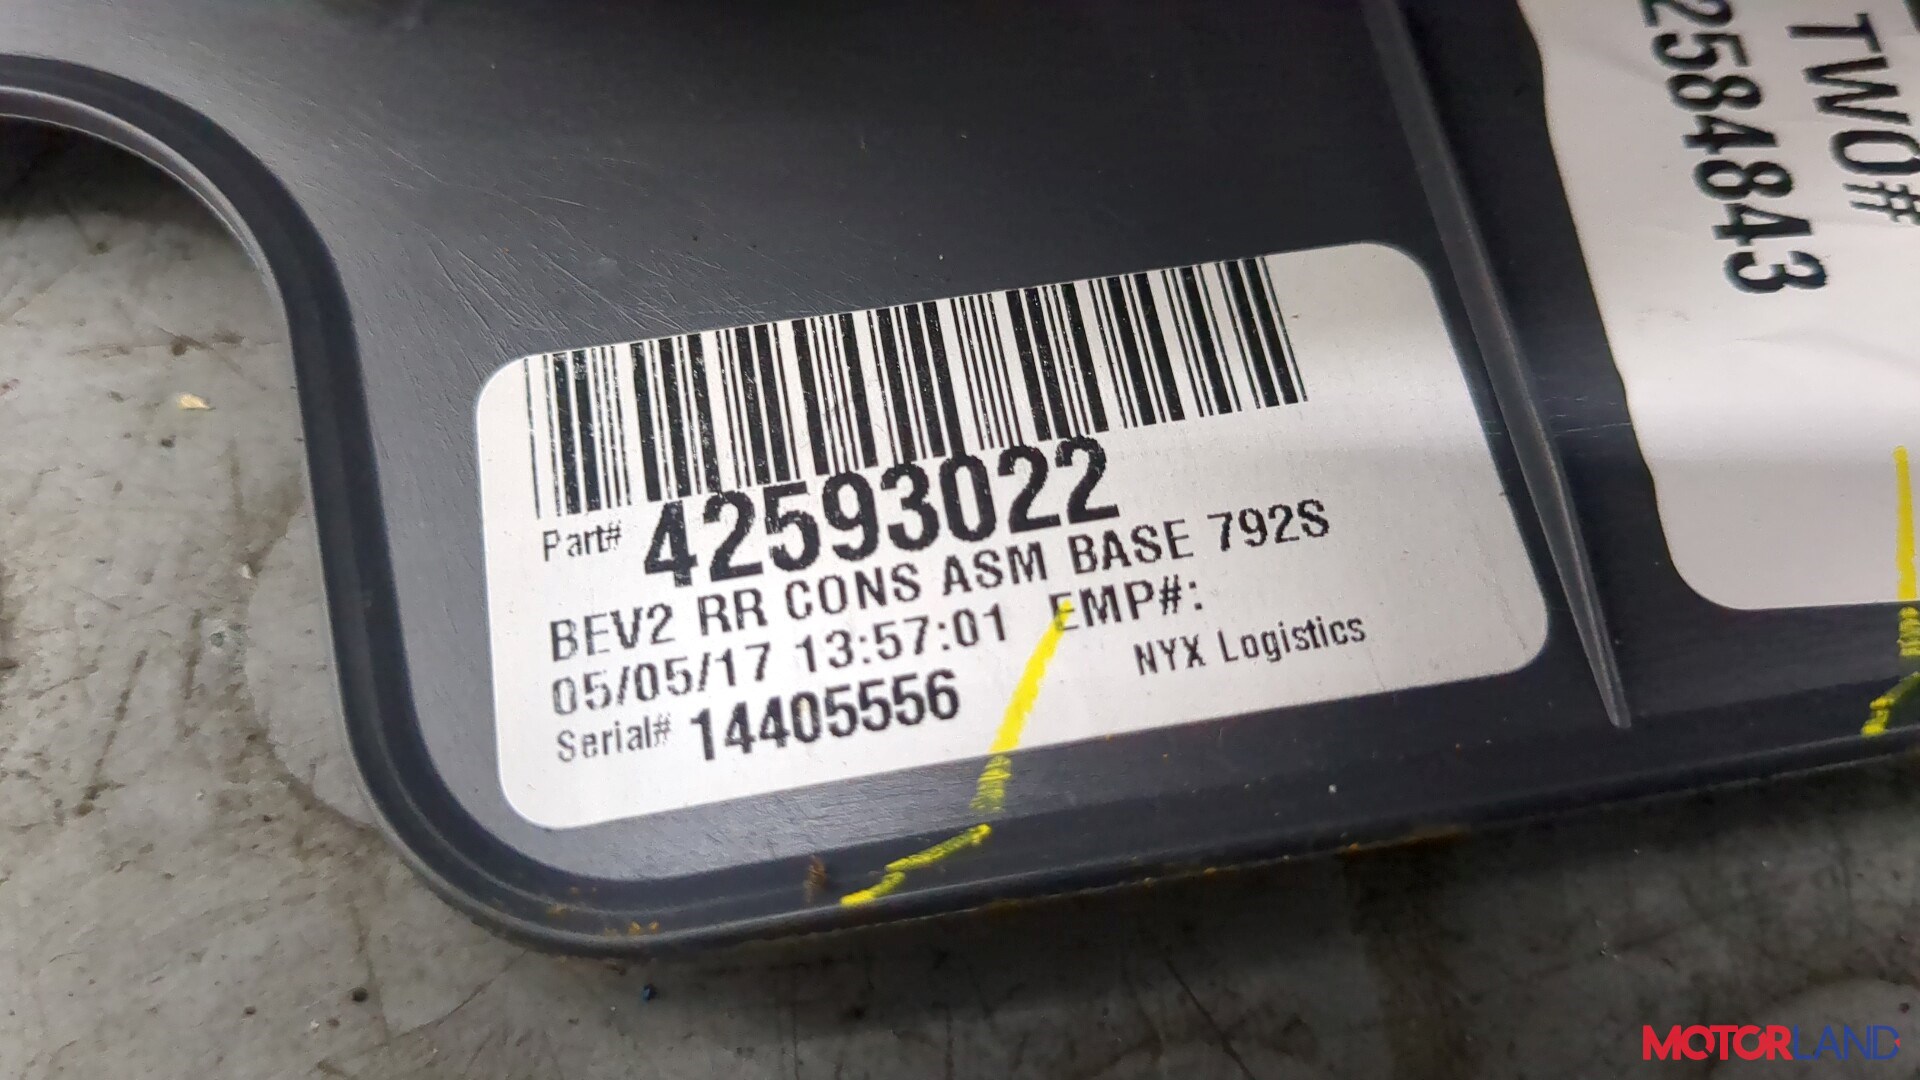 Part# 42593022
BEV2 RR CONS ASM BASE 792S
05/05/17 13:57:01 EMP#:
NYX Logistics
Serial# 14405556
TWO#
2584843
MOTORLAND